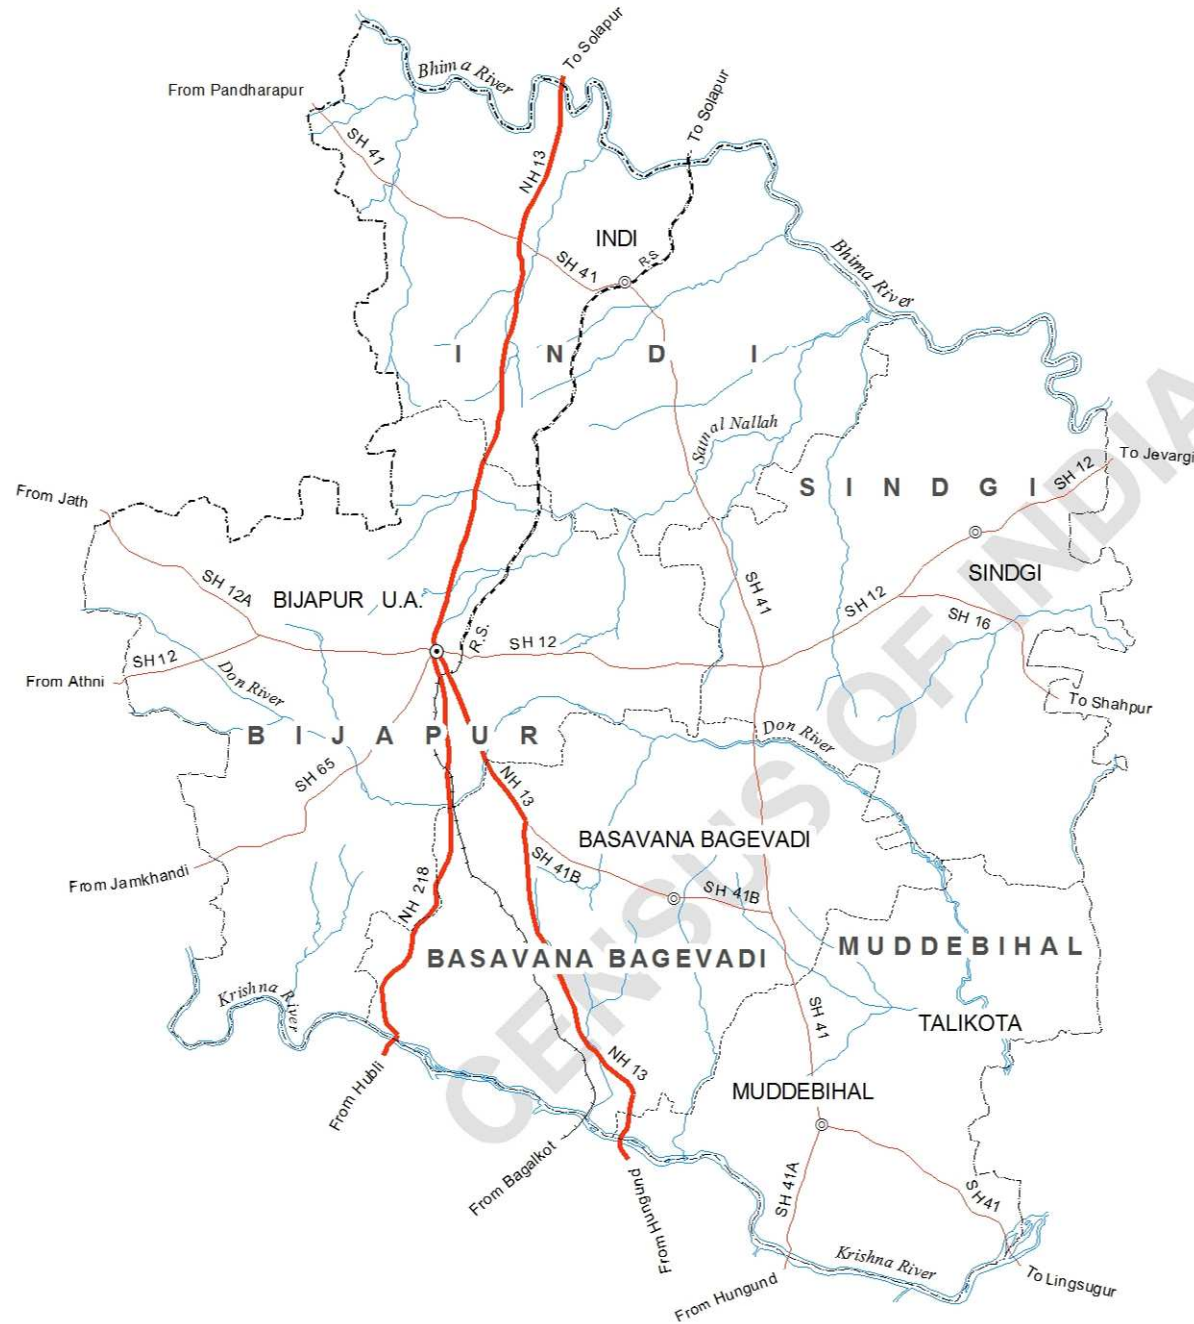 To Solapur
Bhima River
From Pandharapur
To Solapur
SH 41
NH 13
INDI
R.S.
SH 41
Bhima River
I N D I
Satnal Nallah
To Jevargi
SH 12
S I N D G I
From Jath
SINDGI
SH 12A
BIJAPUR U.A.
SH 41
SH 12
SH 16
R.S.
SH 12
SH 12
From Athni
Don River
To Shahpur
B I J A P U R
Don River
SH 65
NH 13
BASAVANA BAGEVADI
SH 41B
From Jamkhandi
SH 41B
NH 218
MUDDEBIHAL
BASAVANA BAGEVADI
Krishna River
SH 41
TALIKOTA
NH 13
MUDDEBIHAL
From Hubli
From Bagalkot
SH 41A
SH41
From Hungund
Krishna River
To Lingsugur
From Hungund
CENSUS OF INDIA